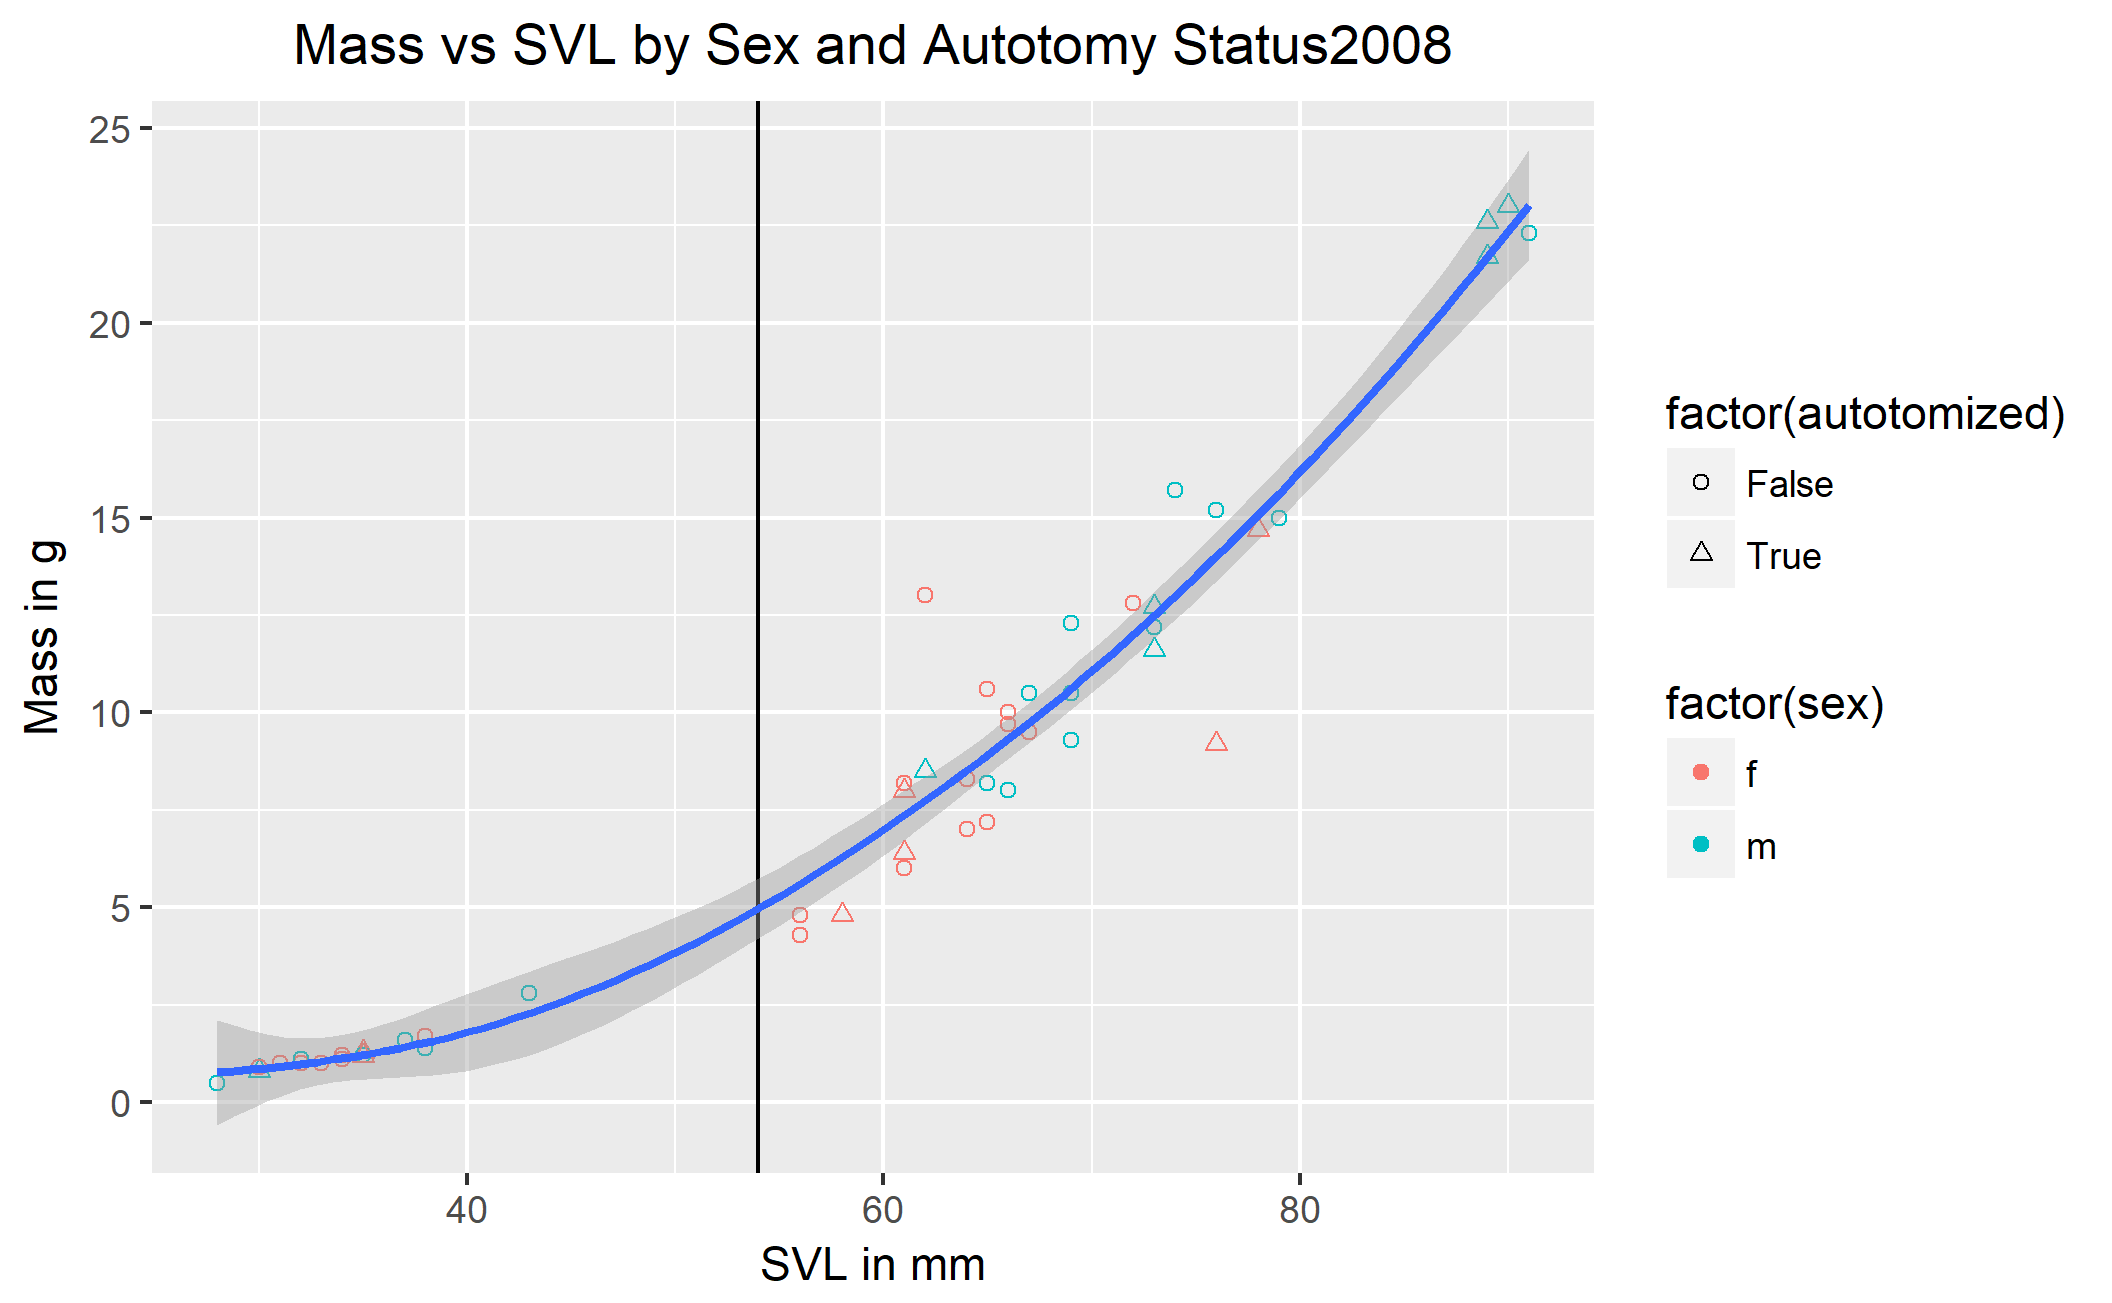 Mass vs SVL by Sex and Autotomy Status2008
25
20
15
10
5
0
Mass in g
40 60 80
SVL in mm
factor(autotomized)
False
True
factor(sex)
f
m